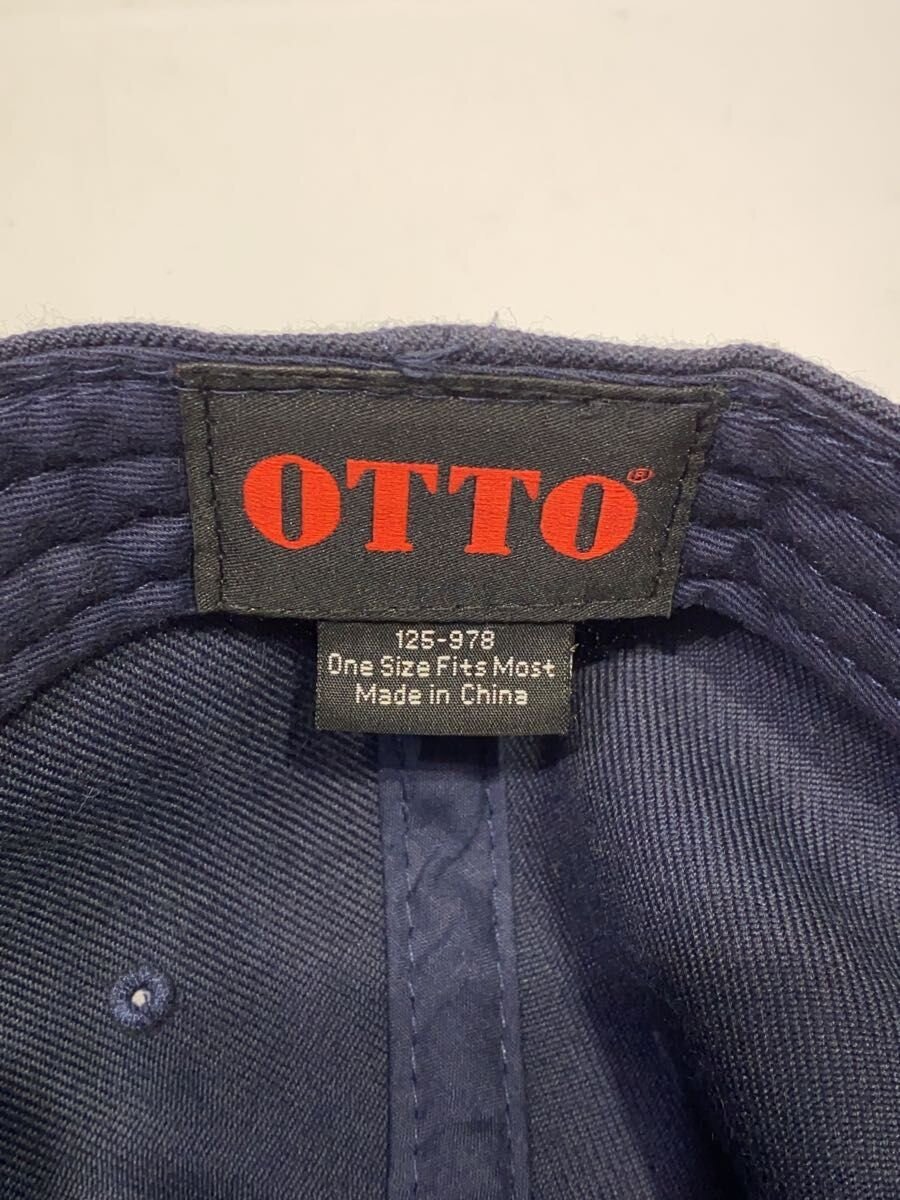 OTTO®
125-978
One Size Fits Most
Made in China